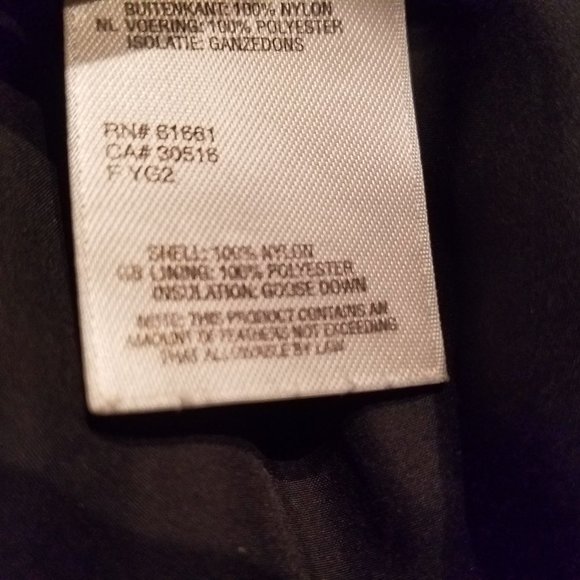 BUITENKANT: 100% NYLON
NL VOERING: 100% POLYESTER
ISOLATIE: GANZEDONS
RN# 61661
CA# 30516
F YG2
SHELL: 100% NYLON
GB LINING: 100% POLYESTER
INSULATION: GOOSE DOWN
NOTE: THIS PRODUCT CONTAINS AN
AMOUNT OF FEATHERS NOT EXCEEDING
THAT ALLOWABLE BY LAW